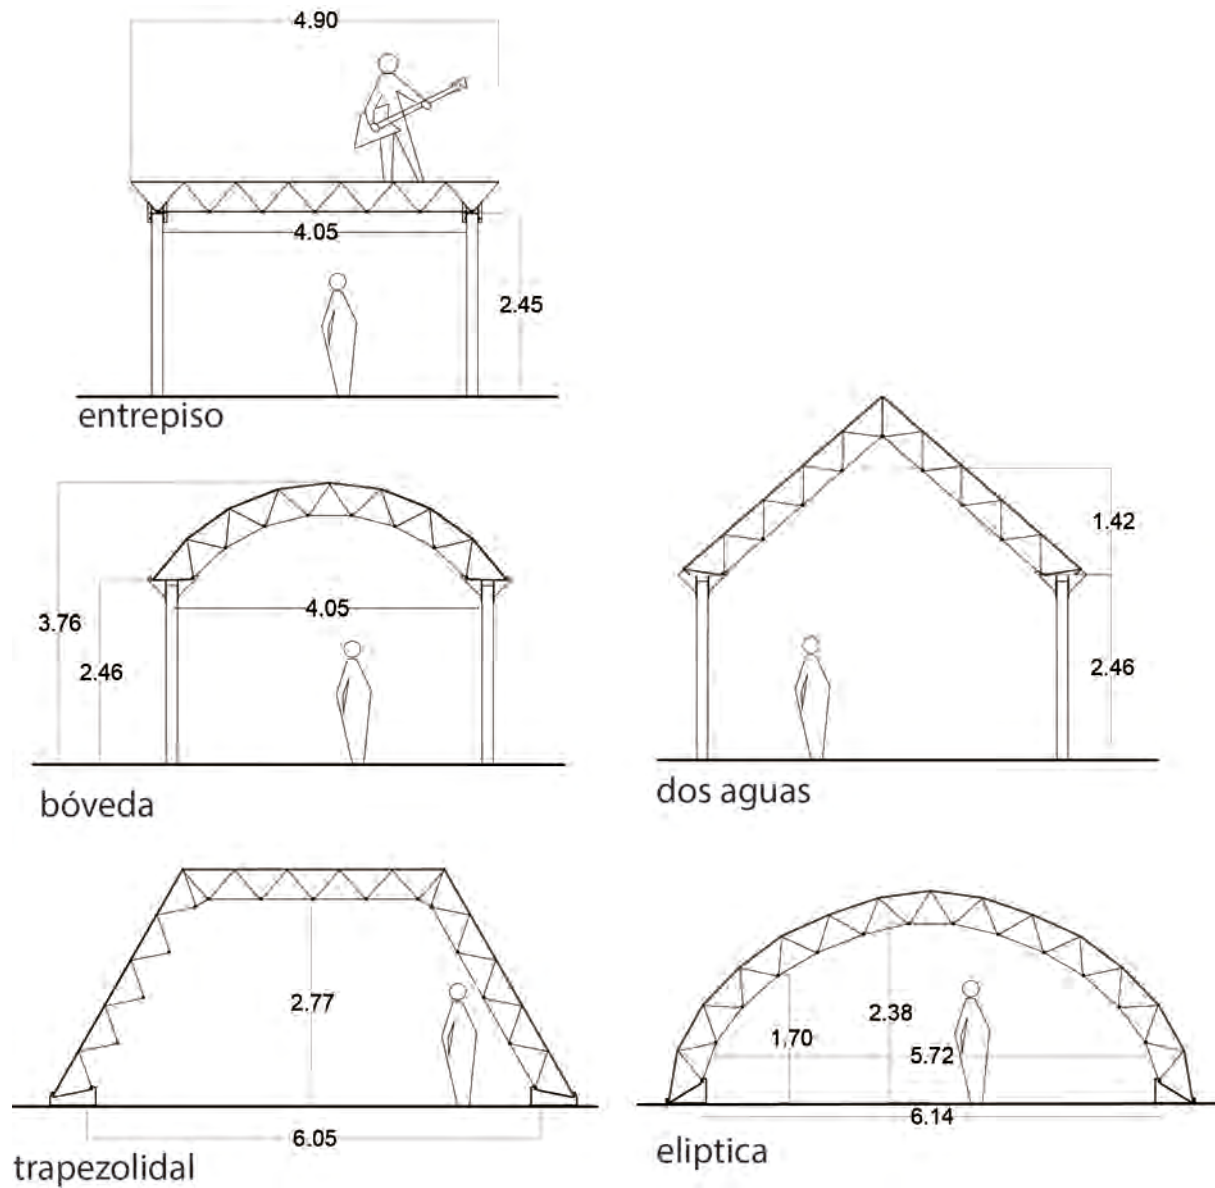 4.90
4.05
2.45
entrepiso
3.76
2.46
4.05
bóveda
1.42
2.46
dos aguas
2.77
6.05
trapezolidal
1,70
2.38
5.72
6.14
eliptica